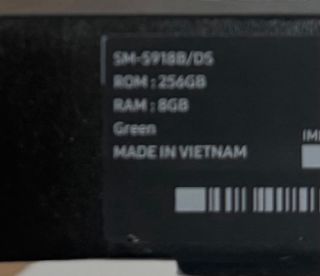 SM-S918B/DS
ROM : 256GB
RAM : 8GB
Green
MADE IN VIETNAM